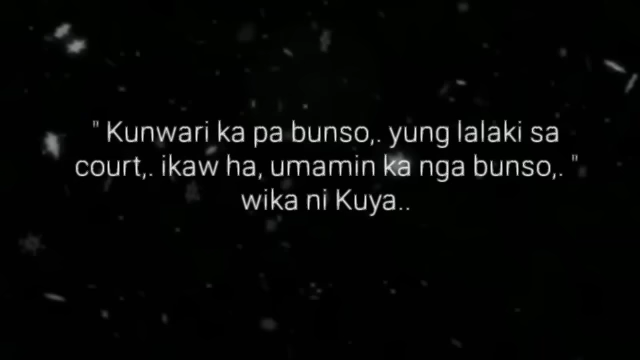 " Kunwari ka pa bunso,. yung lalaki sa
court,. ikaw ha, umamin ka nga bunso,. "
wika ni Kuya..